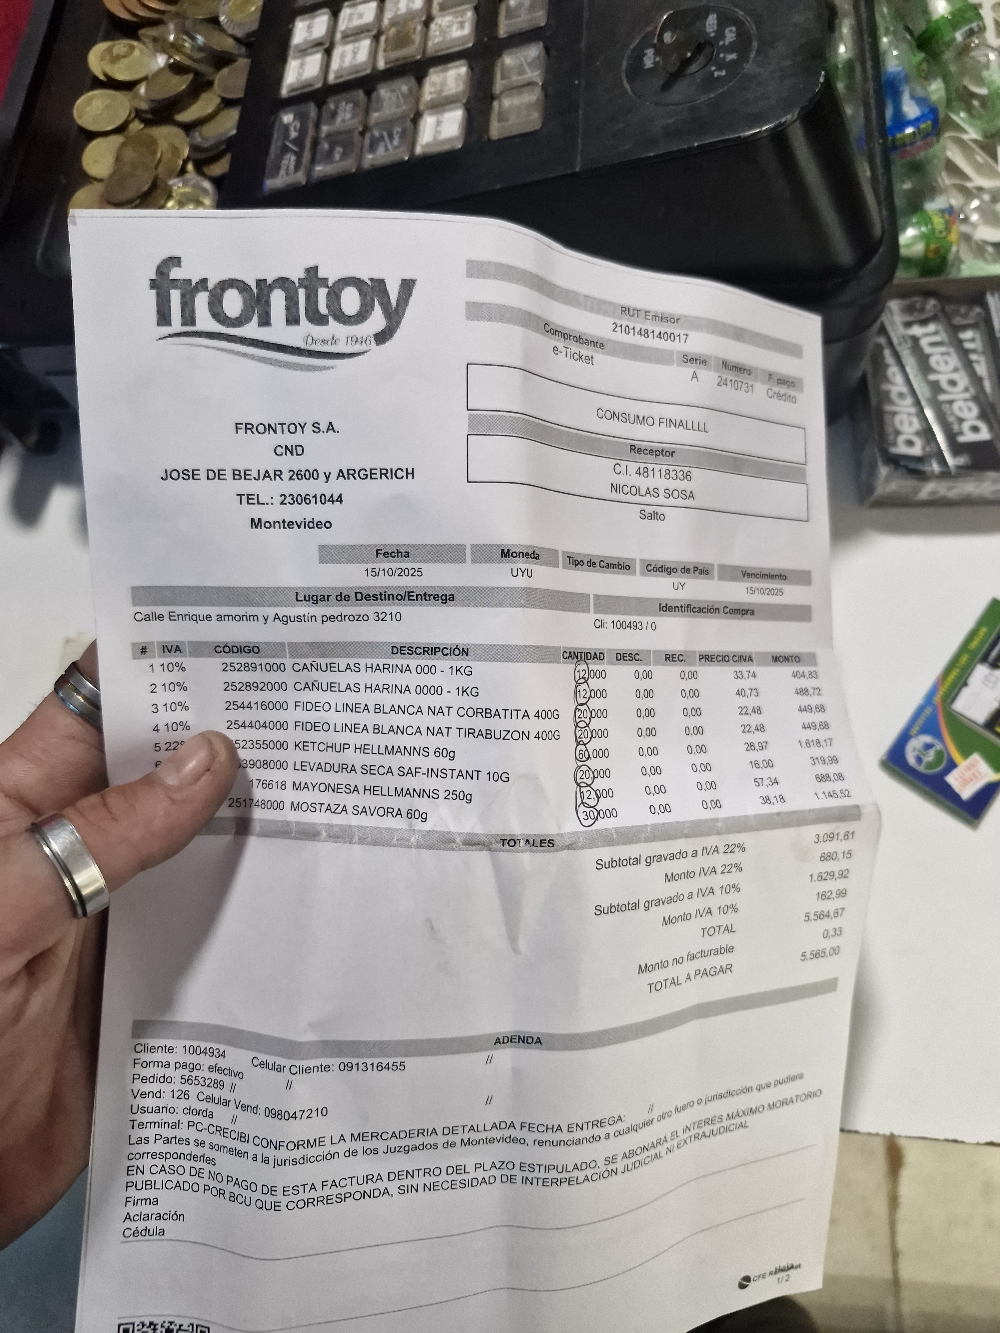 frontoy
Desde 1946
RUT Emisor
210148140017
Comprobante Serie Numero F. pago
e-Ticket A 2410731 Crédito
CONSUMO FINALLLL
Receptor
C.I. 48118336
NICOLAS SOSA
Salto
FRONTOY S.A.
CND
JOSE DE BEJAR 2600 y ARGERICH
TEL.: 23061044
Montevideo
Fecha Moneda Tipo de Cambio Código de País Vencimiento
15/10/2025 UYU UY 15/10/2025
Lugar de Destino/Entrega Identificación Compra
Calle Enrique amorim y Agustín pedrozo 3210 Cli: 100493 / 0
# IVA CÓDIGO DESCRIPCIÓN CANTIDAD DESC. REC. PRECIO C/IVA MONTO
1 10% 252891000 CAÑUELAS HARINA 000 - 1KG 12,000 0,00 0,00 33,74 404,83
2 10% 252892000 CAÑUELAS HARINA 0000 - 1KG 12,000 0,00 0,00 40,73 488,72
3 10% 254416000 FIDEO LINEA BLANCA NAT CORBATITA 400G 20,000 0,00 0,00 22,48 449,68
4 10% 254404000 FIDEO LINEA BLANCA NAT TIRABUZON 400G 20,000 0,00 0,00 22,48 449,68
5 22% 52355000 KETCHUP HELLMANNS 60g 60,000 0,00 0,00 26,97 1.618,17
3908000 LEVADURA SECA SAF-INSTANT 10G 20,000 0,00 0,00 16,00 319,99
176618 MAYONESA HELLMANNS 250g 12,000 0,00 0,00 57,34 688,08
251748000 MOSTAZA SAVORA 60g 30,000 0,00 0,00 38,18 1.145,52
TOTALES
Subtotal gravado a IVA 22% 3.091,61
Monto IVA 22% 680,15
Subtotal gravado a IVA 10% 1.629,92
Monto IVA 10% 162,99
TOTAL 5.564,67
Monto no facturable 0,33
TOTAL A PAGAR 5.565,00
ADENDA
Cliente: 1004934 Celular Cliente: 091316455 //
Forma pago: efectivo //
Pedido: 5653289 //
Vend: 126 Celular Vend: 098047210 //
Usuario: clorda //
Terminal: PC-CRECIBI CONFORME LA MERCADERIA DETALLADA FECHA ENTREGA: //
Las Partes se someten a la jurisdicción de los Juzgados de Montevideo, renunciando a cualquier otro fuero o jurisdicción que pudiera
corresponderles
EN CASO DE NO PAGO DE ESTA FACTURA DENTRO DEL PLAZO ESTIPULADO, SE ABONARÁ EL INTERÉS MÁXIMO MORATORIO
PUBLICADO POR BCU QUE CORRESPONDA, SIN NECESIDAD DE INTERPELACIÓN JUDICIAL NI EXTRAJUDICIAL
Firma
Aclaración
Cédula
Hoja
1/2
beldent
beldent